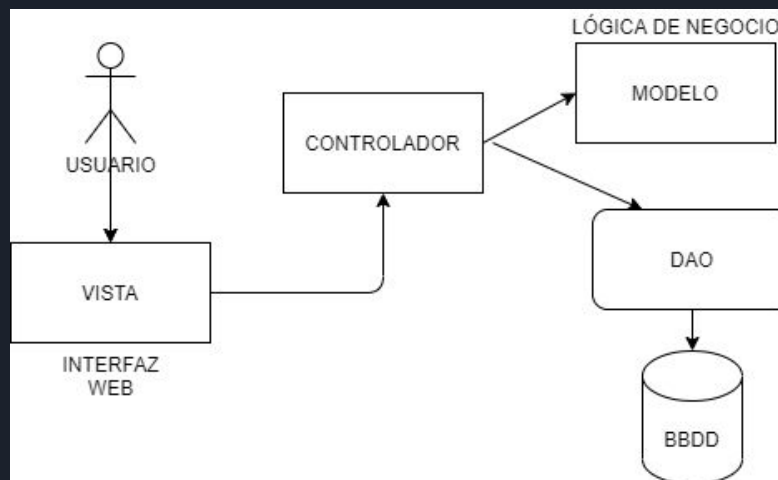 LÓGICA DE NEGOCIO
MODELO
CONTROLADOR
USUARIO
DAO
VISTA
INTERFAZ
WEB
BBDD